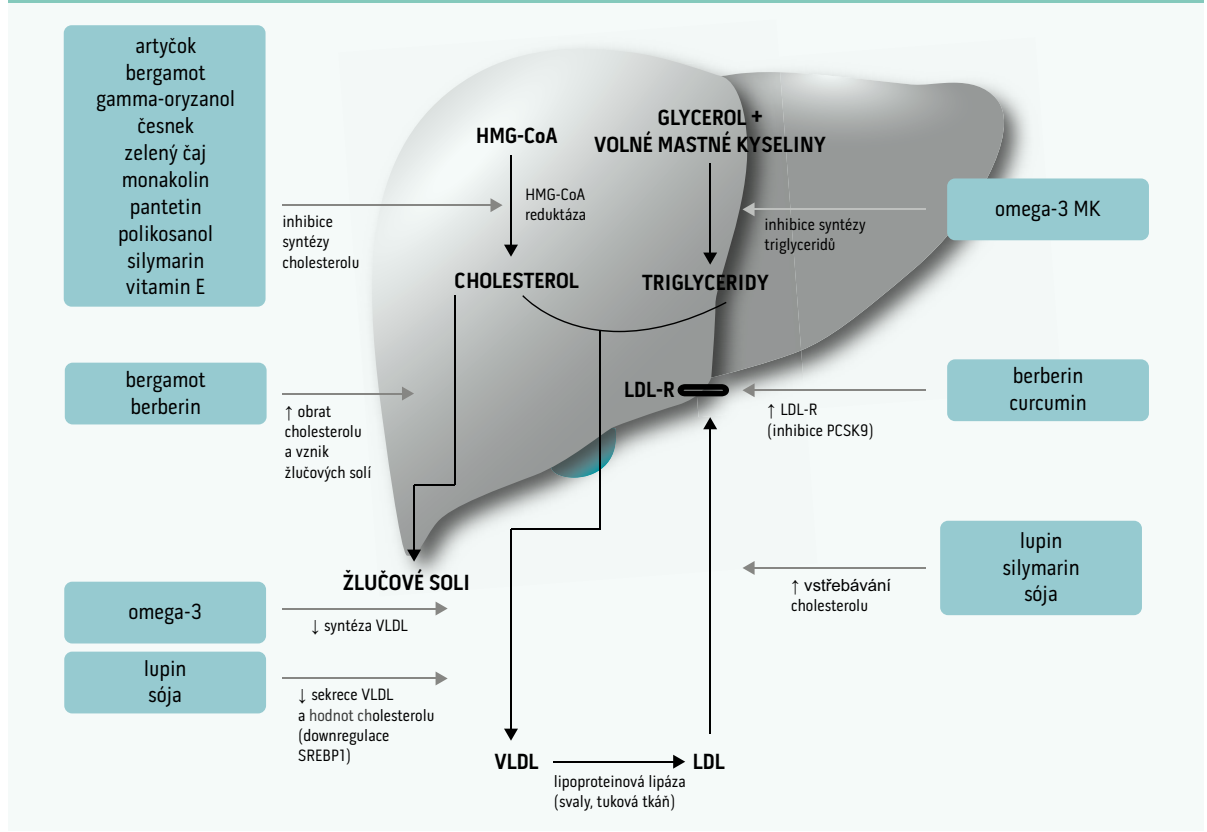 artyčok
bergamot
gamma-oryzanol
česnek
zelený čaj
monakolin
pantetin
polikosanol
silymarin
vitamin E
inhibice
syntézy
cholesterolu
HMG-CoA
HMG-CoA
reduktáza
CHOLESTEROL
GLYCEROL +
VOLNÉ MASTNÉ KYSELINY
TRIGLYCERIDY
inhibice syntézy
triglyceridů
omega-3 MK
bergamot
berberin
↑ obrat
cholesterolu
a vznik
žlučových solí
LDL-R
↑ LDL-R
(inhibice PCSK9)
berberin
curcumin
ŽLUČOVÉ SOLI
↑ vstřebávání
cholesterolu
lupin
silymarin
sója
omega-3
↓ syntéza VLDL
lupin
sója
↓ sekrece VLDL
a hodnot cholesterolu
(downregulace
SREBP1)
VLDL
lipoproteinová lipáza
(svaly, tuková tkáň)
LDL